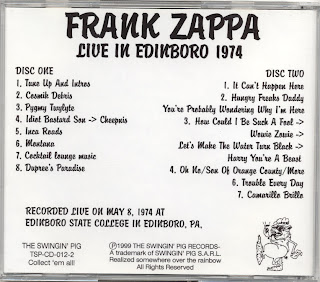 FRANK ZAPPA
LIVE IN EDINBORO 1974
DISC ONE
1. Tune Up And Intros
2. Cosmik Debris
3. Pygmy Twylyte
4. Idiot Bastard Son -> Cheepnis
5. Inca Roads
6. Montana
7. Cocktail lounge music
8. Dupree's Paradise
DISC TWO
1. It Can't Happen Here
2. Hungry Freaks Daddy
You're Probably Wondering Why I'm Here
3. How Could I Be Such A Fool ->
Wowie Zowie ->
Let's Make The Water Turn Black ->
Harry You're A Beast
4. Oh No/Son Of Orange County/More
6. Trouble Every Day
7. Camarillo Brillo
RECORDED LIVE ON MAY 8, 1974 AT
EDINBORO STATE COLLEGE IN EDINBORO, PA,
THE SWINGIN' PIG
TSP-CD-012-2
Collect 'em all!
©1999 THE SWINGIN' PIG RECORDS-
A trademark of SWINGIN' PIG S.A.R.L.
Realized somewhere over the rainbow
All Rights Reserved